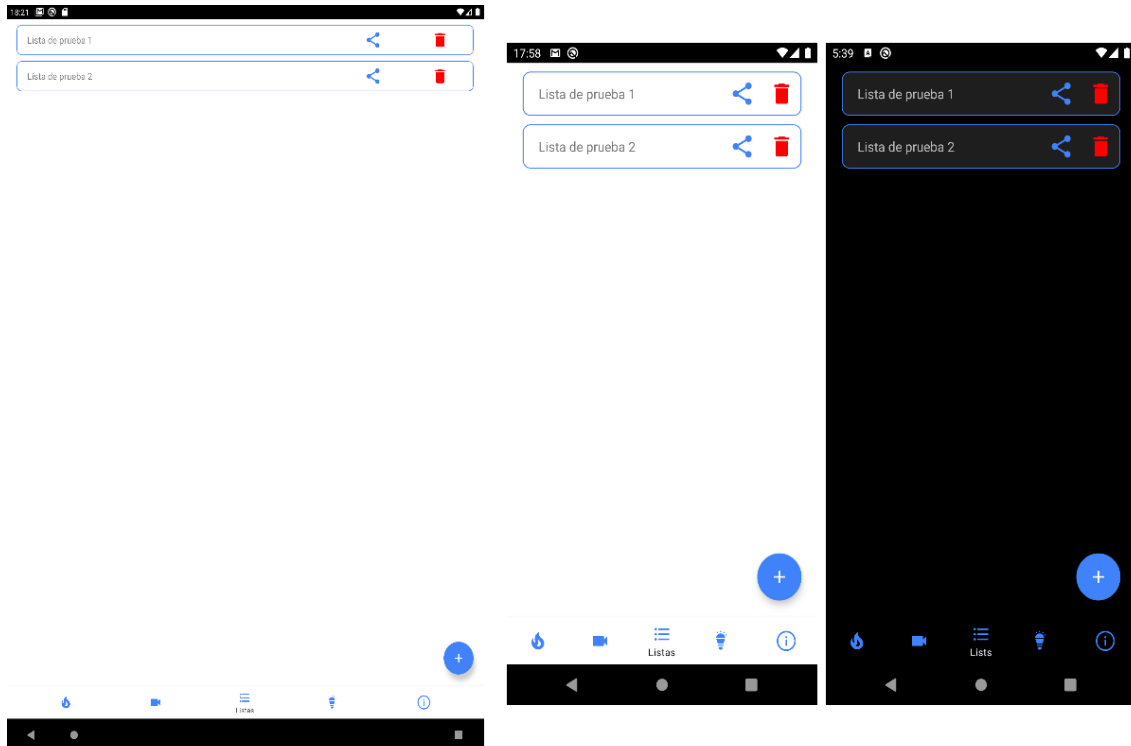 18:21
Lista de prueba 1
Lista de prueba 2
+
Listas
17:58
Lista de prueba 1
Lista de prueba 2
+
Listas
5:39
Lista de prueba 1
Lista de prueba 2
+
Lists